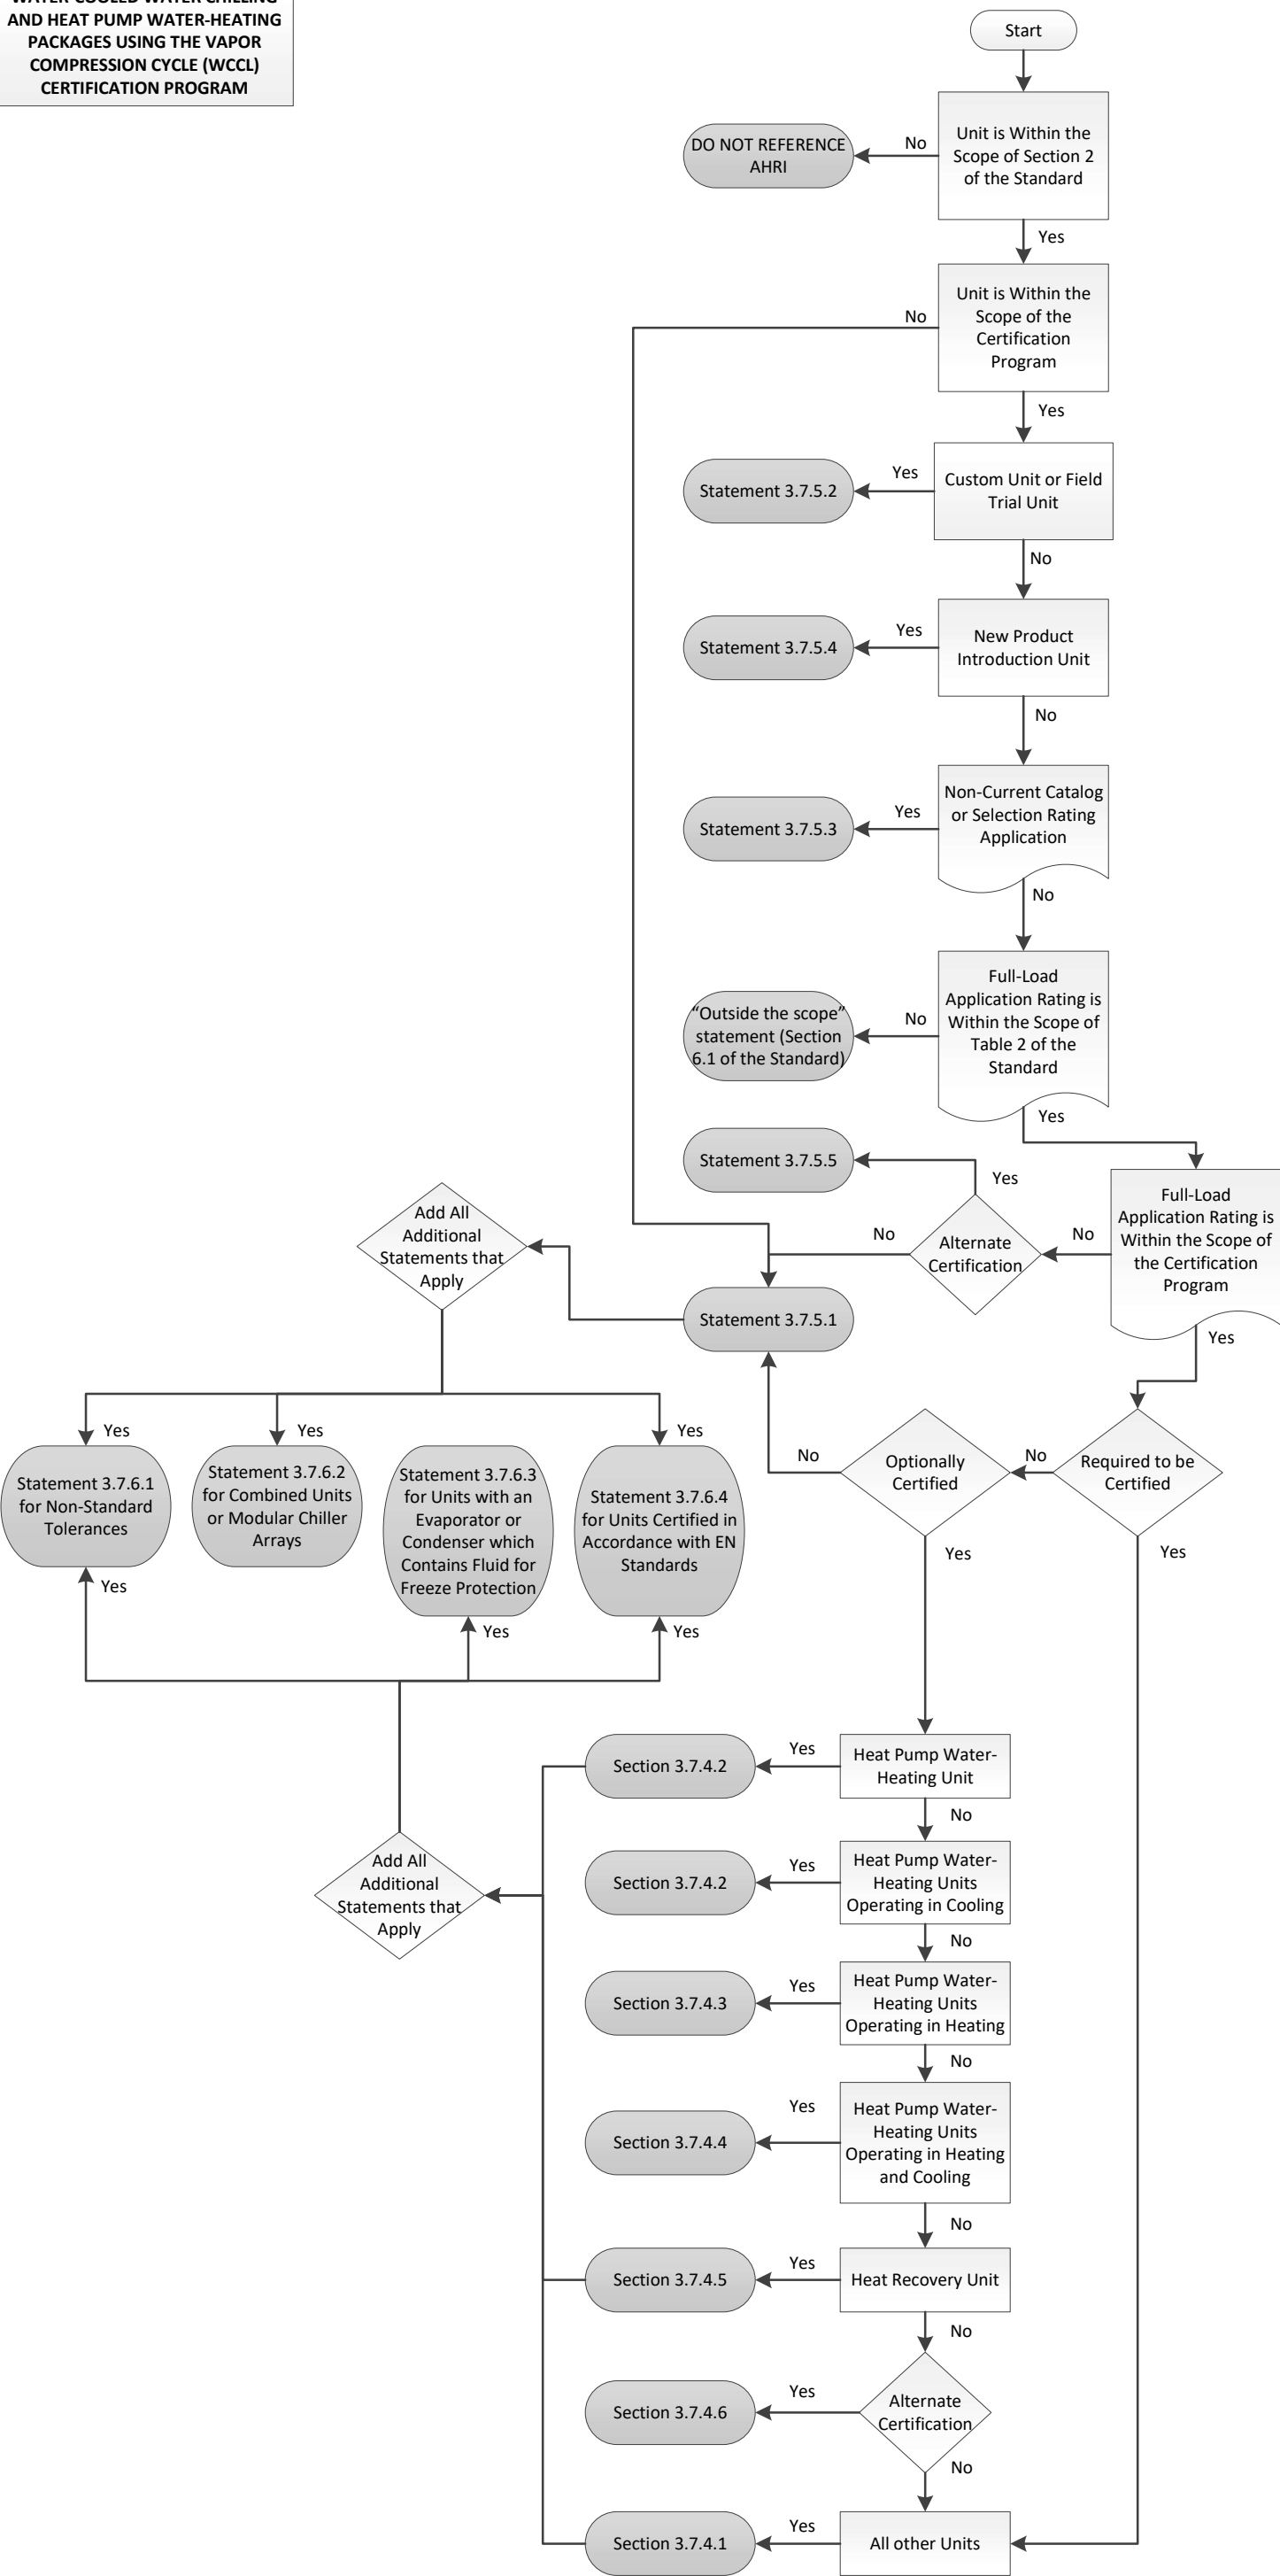 WATER-COOLED WATER-CHILLING
AND HEAT PUMP WATER-HEATING
PACKAGES USING THE VAPOR
COMPRESSION CYCLE (WCCL)
CERTIFICATION PROGRAM
Start
Unit is Within the
Scope of Section 2
of the Standard
No
DO NOT REFERENCE
AHRI
Yes
Unit is Within the
Scope of the
Certification
Program
No
Yes
Custom Unit or Field
Trial Unit
Yes
Statement 3.7.5.2
No
New Product
Introduction Unit
Yes
Statement 3.7.5.4
No
Non-Current Catalog
or Selection Rating
Application
Yes
Statement 3.7.5.3
No
Full-Load
Application Rating is
Within the Scope of
Table 2 of the
Standard
No
“Outside the scope”
statement (Section
6.1 of the Standard)
Yes
Full-Load
Application Rating is
Within the Scope of
the Certification
Program
No
Alternate
Certification
Yes
Statement 3.7.5.5
No
Statement 3.7.5.1
Add All
Additional
Statements that
Apply
Yes
Required to be
Certified
No
Optionally
Certified
No
Yes
Yes
Yes
Yes
Yes
Statement 3.7.6.1
for Non-Standard
Tolerances
Statement 3.7.6.2
for Combined Units
or Modular Chiller
Arrays
Statement 3.7.6.3
for Units with an
Evaporator or
Condenser which
Contains Fluid for
Freeze Protection
Statement 3.7.6.4
for Units Certified in
Accordance with EN
Standards
Yes
Yes
Yes
Heat Pump Water-
Heating Unit
Yes
Section 3.7.4.2
No
Heat Pump Water-
Heating Units
Operating in Cooling
Yes
Section 3.7.4.2
Add All
Additional
Statements that
Apply
No
Heat Pump Water-
Heating Units
Operating in Heating
Yes
Section 3.7.4.3
No
Heat Pump Water-
Heating Units
Operating in Heating
and Cooling
Yes
Section 3.7.4.4
No
Heat Recovery Unit
Yes
Section 3.7.4.5
No
Alternate
Certification
Yes
Section 3.7.4.6
No
All other Units
Yes
Section 3.7.4.1